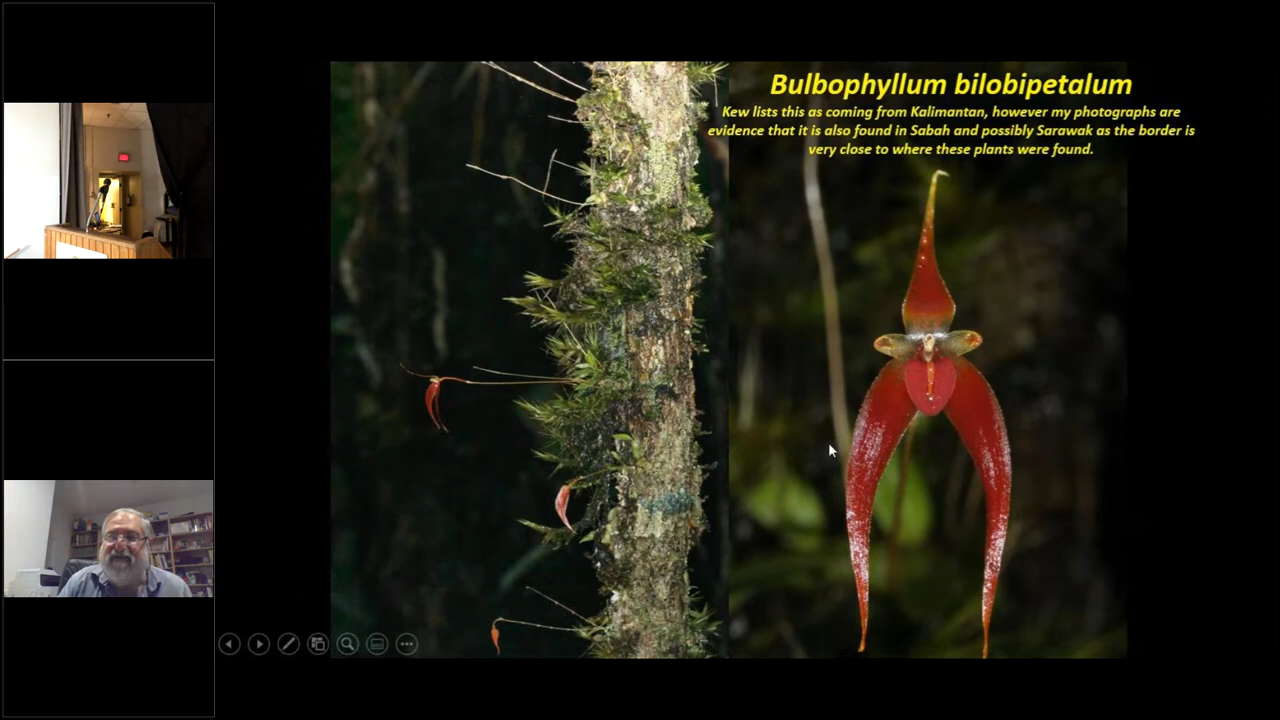 Bulbophyllum bilobipetalum
Kew lists this as coming from Kalimantan, however my photographs are
evidence that it is also found in Sabah and possibly Sarawak as the border is
very close to where these plants were found.